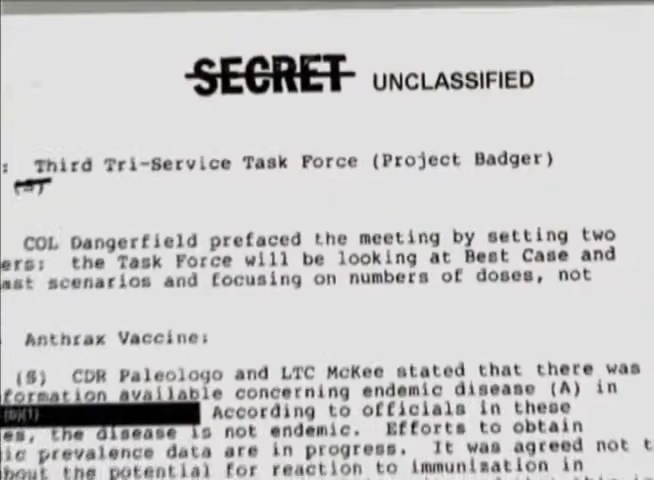 SECRET UNCLASSIFIED
: Third Tri-Service Task Force (Project Badger)
(S)
COL Dangerfield prefaced the meeting by setting two
ers: the Task Force will be looking at Best Case and
ast scenarios and focusing on numbers of doses, not
Anthrax Vaccine:
(S) CDR Paleologo and LTC McKee stated that there was
formation available concerning endemic disease (A) in
(b)(1) According to officials in these
es, the disease is not endemic. Efforts to obtain
ic prevalence data are in progress. It was agreed not t
bout the potential for reaction to immunization in